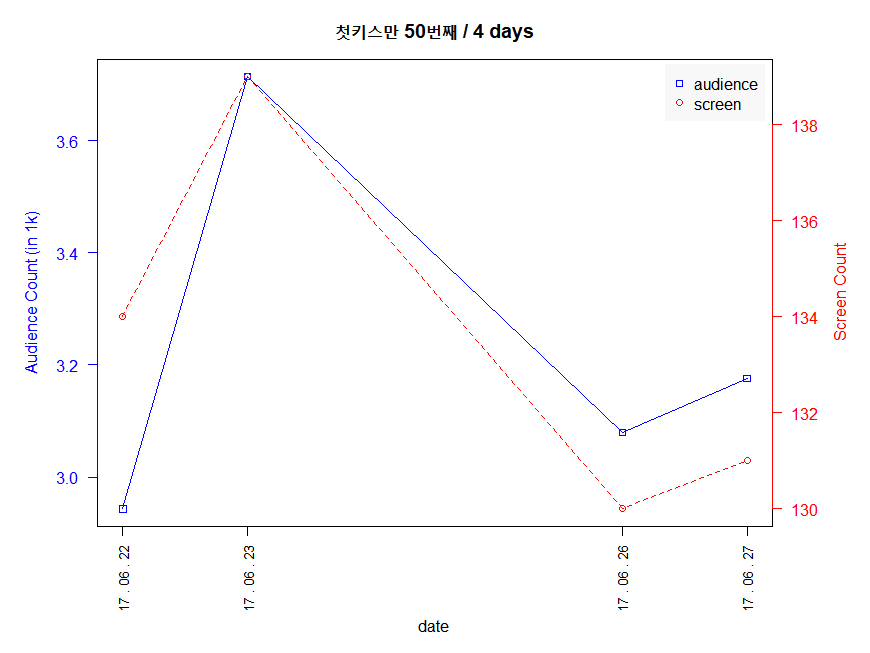 첫키스만 50번째 / 4 days
audience
screen
3.6
3.4
3.2
3.0
Audience Count (in 1k)
138
136
134
132
130
Screen Count
17 . 06 . 22
17 . 06 . 23
17 . 06 . 26
17 . 06 . 27
date